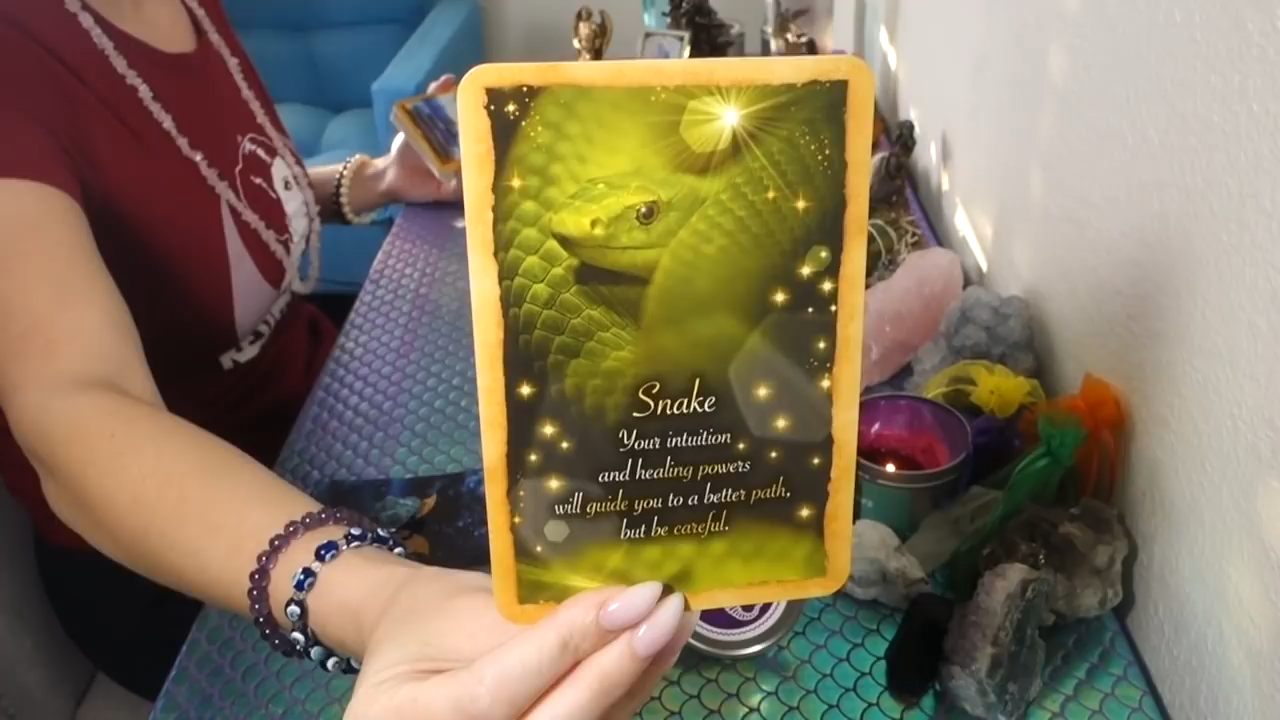 Snake
Your intuition
and healing powers
will guide you to a better path,
but be careful.